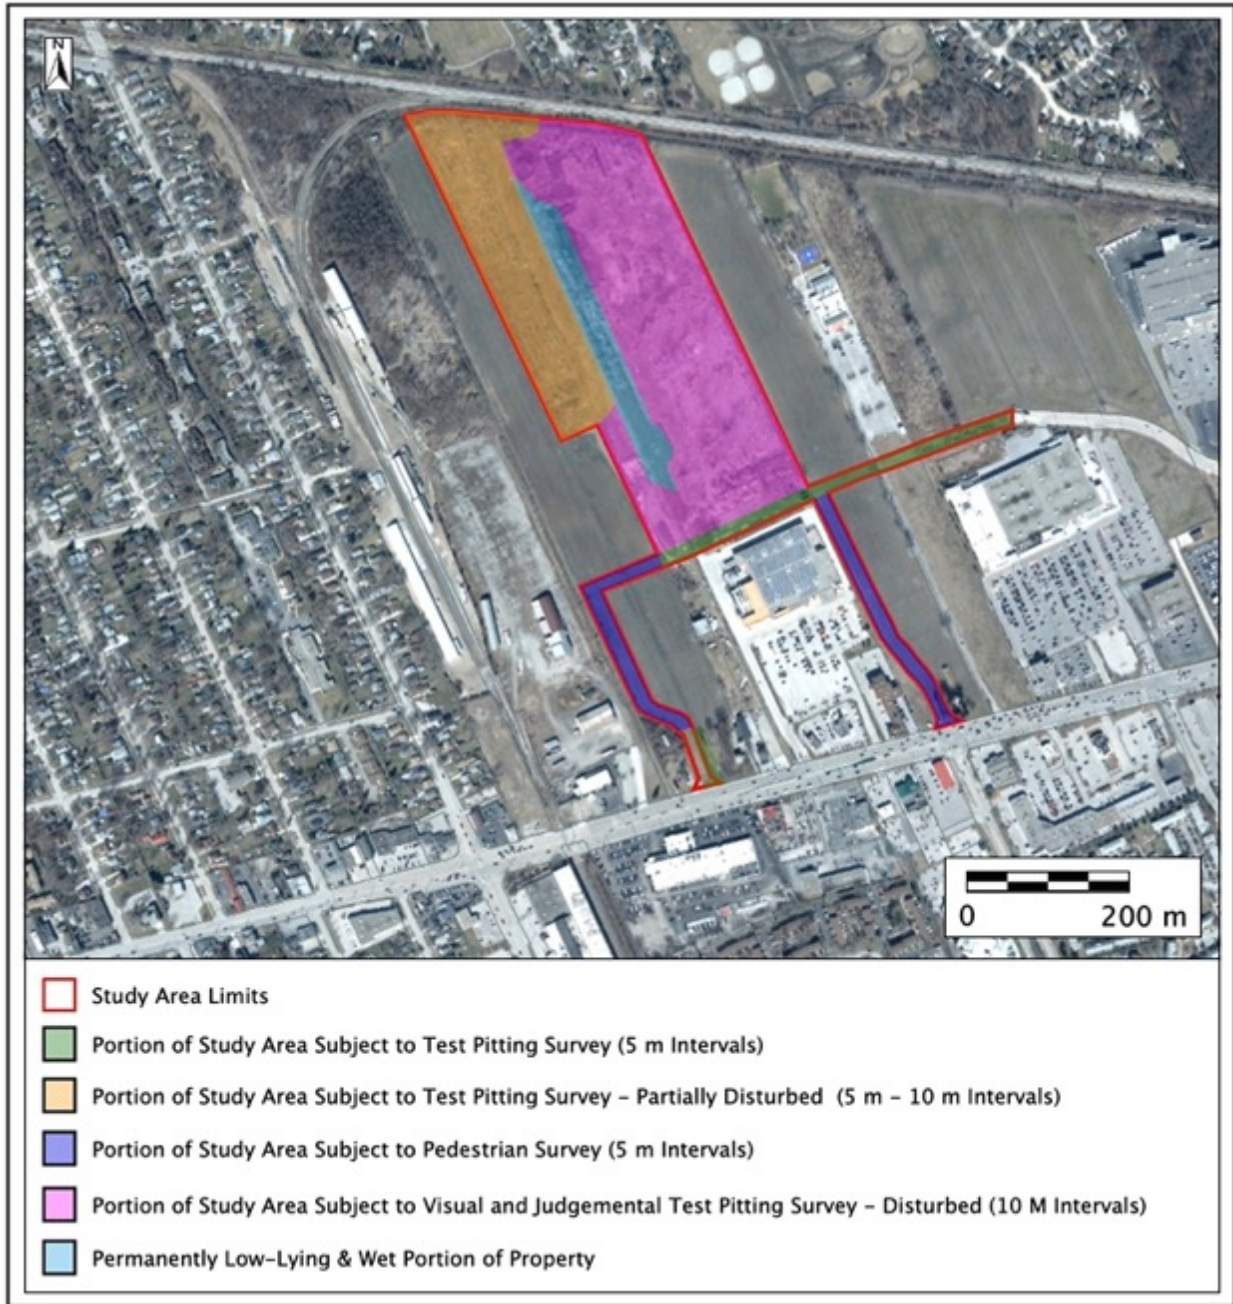 N
0 200 m
Study Area Limits
Portion of Study Area Subject to Test Pitting Survey (5 m Intervals)
Portion of Study Area Subject to Test Pitting Survey – Partially Disturbed (5 m – 10 m Intervals)
Portion of Study Area Subject to Pedestrian Survey (5 m Intervals)
Portion of Study Area Subject to Visual and Judgemental Test Pitting Survey – Disturbed (10 M Intervals)
Permanently Low-Lying & Wet Portion of Property